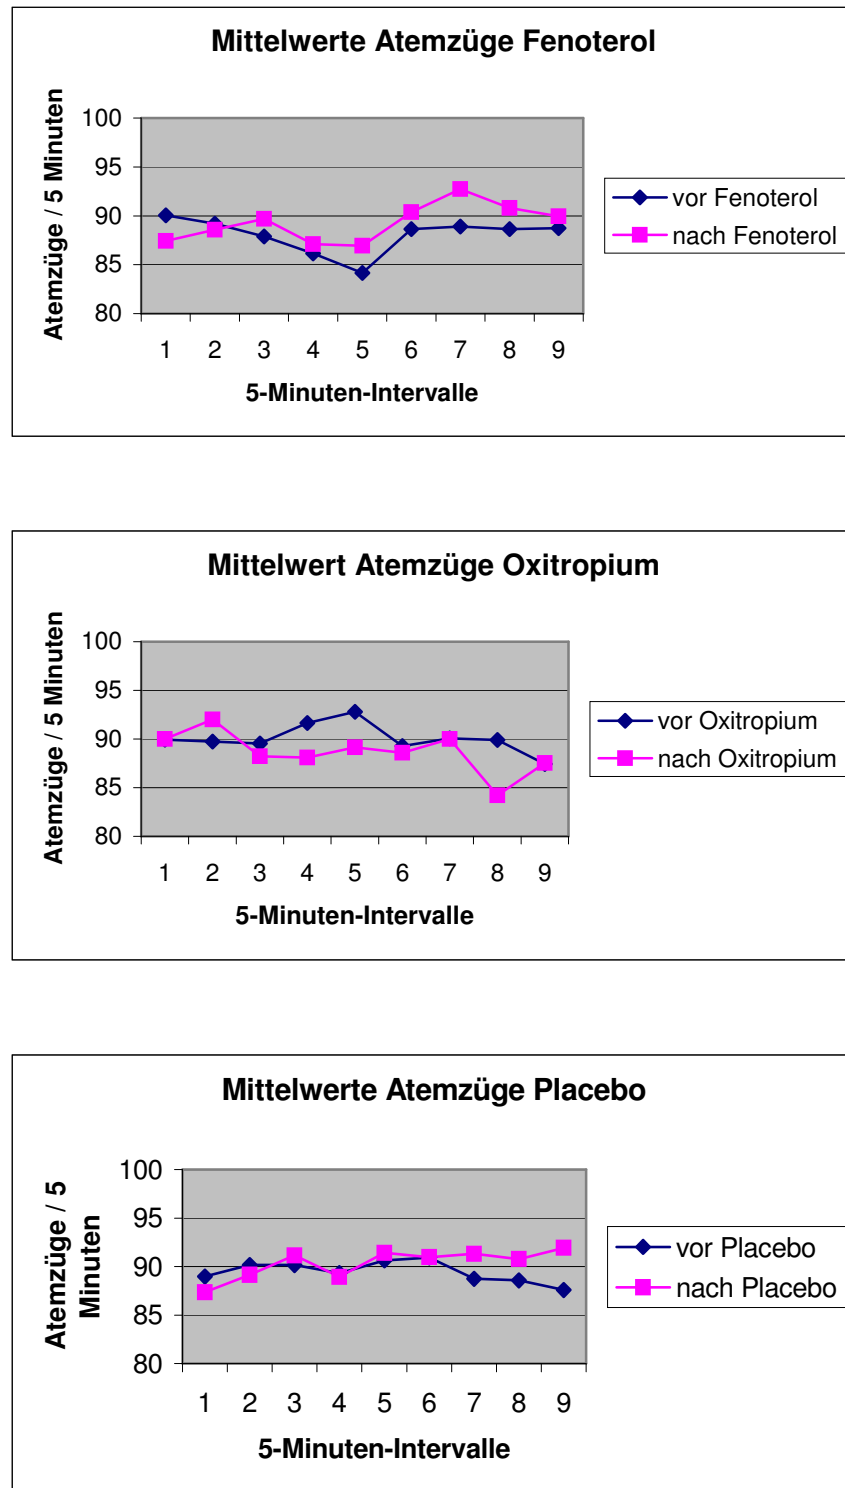 Mittelwerte Atemzüge Fenoterol
Atemzüge / 5 Minuten
100
95
90
85
80
1 2 3 4 5 6 7 8 9
5-Minuten-Intervalle
vor Fenoterol
nach Fenoterol
Mittelwert Atemzüge Oxitropium
Atemzüge / 5 Minuten
100
95
90
85
80
1 2 3 4 5 6 7 8 9
5-Minuten-Intervalle
vor Oxitropium
nach Oxitropium
Mittelwerte Atemzüge Placebo
Atemzüge / 5
Minuten
100
95
90
85
80
1 2 3 4 5 6 7 8 9
5-Minuten-Intervalle
vor Placebo
nach Placebo